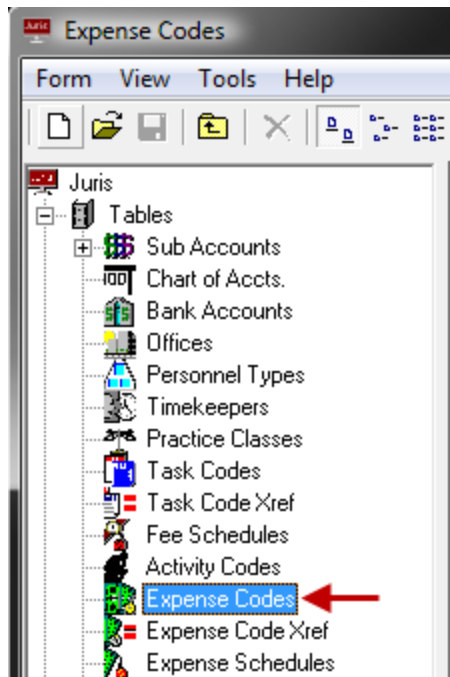 Expense Codes
Form View Tools Help
Juris
Tables
Sub Accounts
Chart of Accts.
Bank Accounts
Offices
Personnel Types
Timekeepers
Practice Classes
Task Codes
Task Code Xref
Fee Schedules
Activity Codes
Expense Codes
Expense Code Xref
Expense Schedules